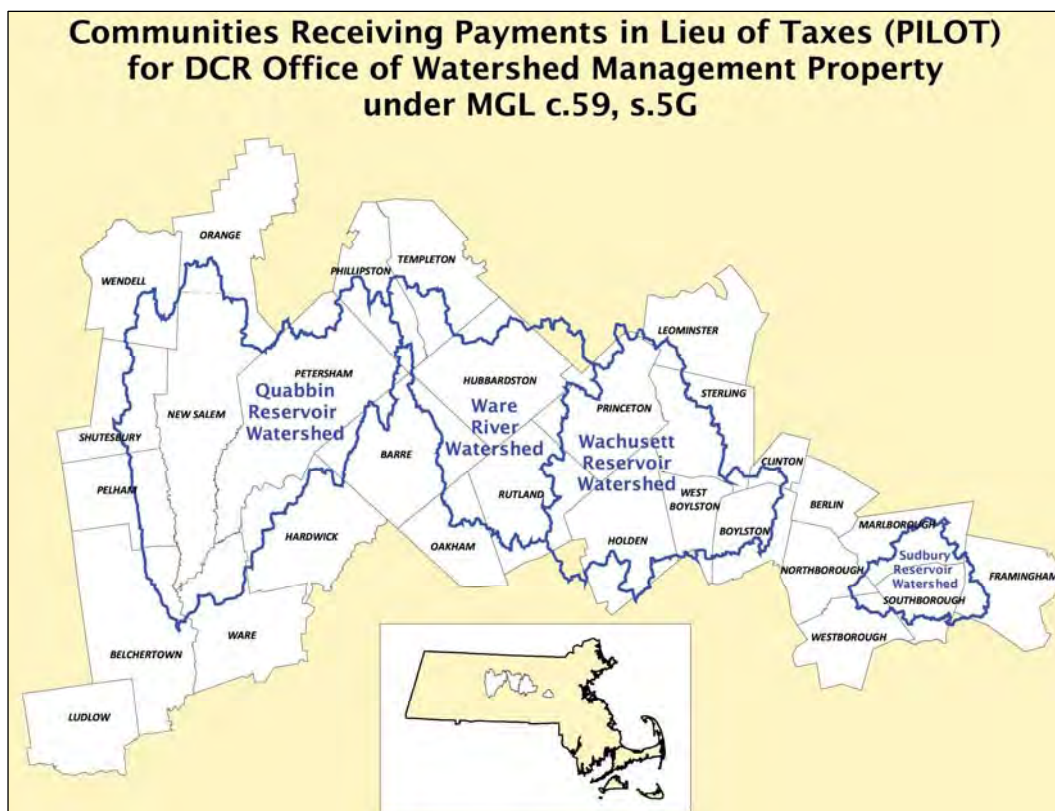 Communities Receiving Payments in Lieu of Taxes (PILOT)
for DCR Office of Watershed Management Property
under MGL c.59, s.5G
ORANGE
WENDELL
PHILLIPSTON
TEMPLETON
LEOMINSTER
PETERSHAM
HUBBARDSTON
PRINCETON
STERLING
Quabbin
Reservoir
Watershed
Ware
River
Watershed
Wachusett
Reservoir
Watershed
NEW SALEM
SHUTESBURY
PELHAM
BARRE
RUTLAND
WEST
BOYLSTON
CLINTON
BERLIN
BOYLSTON
HARDWICK
OAKHAM
HOLDEN
MARLBOROUGH
NORTHBOROUGH
Sudbury
Reservoir
Watershed
FRAMINGHAM
SOUTHBOROUGH
WESTBOROUGH
WARE
BELCHERTOWN
LUDLOW